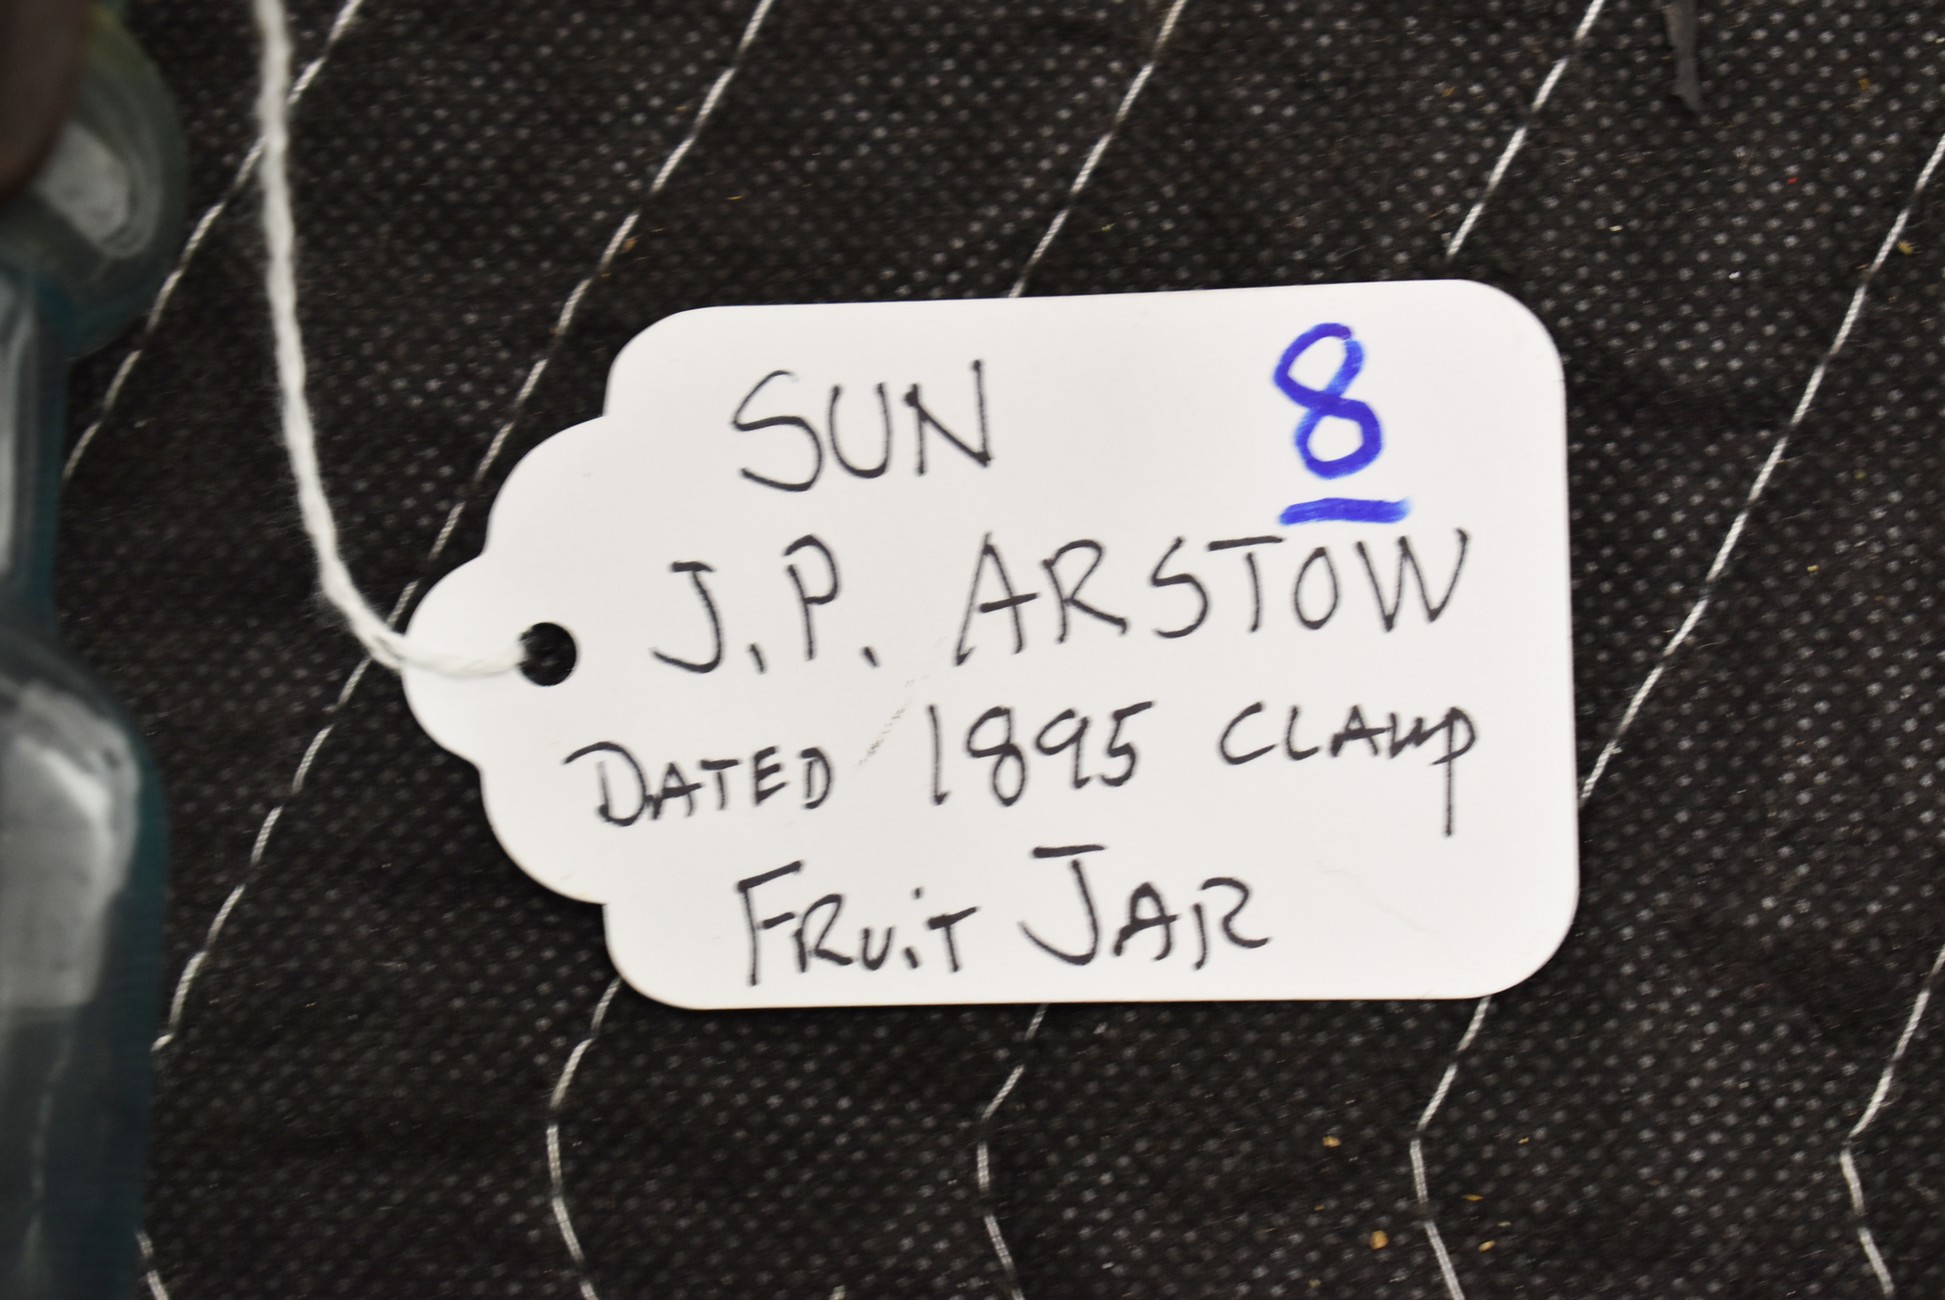 SUN 8
J.P. ARSTOW
DATED 1895 CLAMP
FRUiT JAR